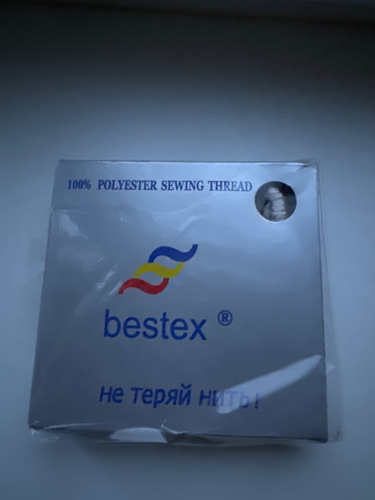 100% POLYESTER SEWING THREAD
bestex ®
не теряй нить!